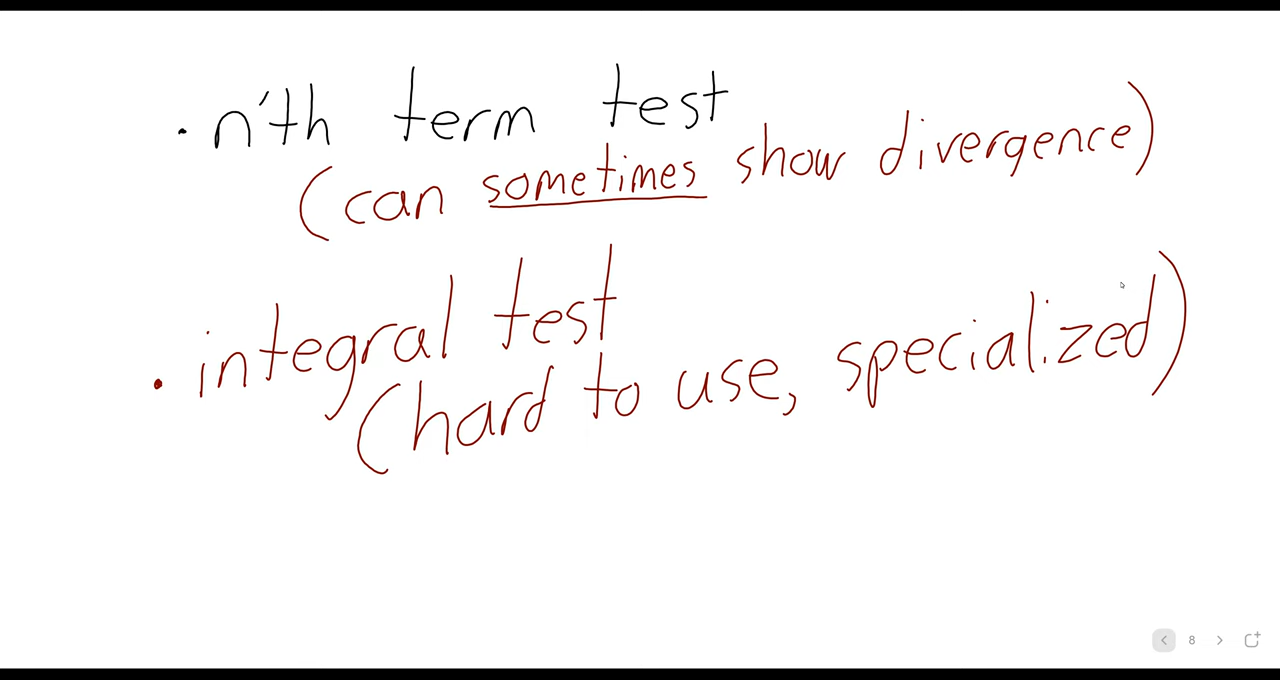 · n'th term test
(can sometimes show divergence)
· integral test
(hard to use, specialized)
8